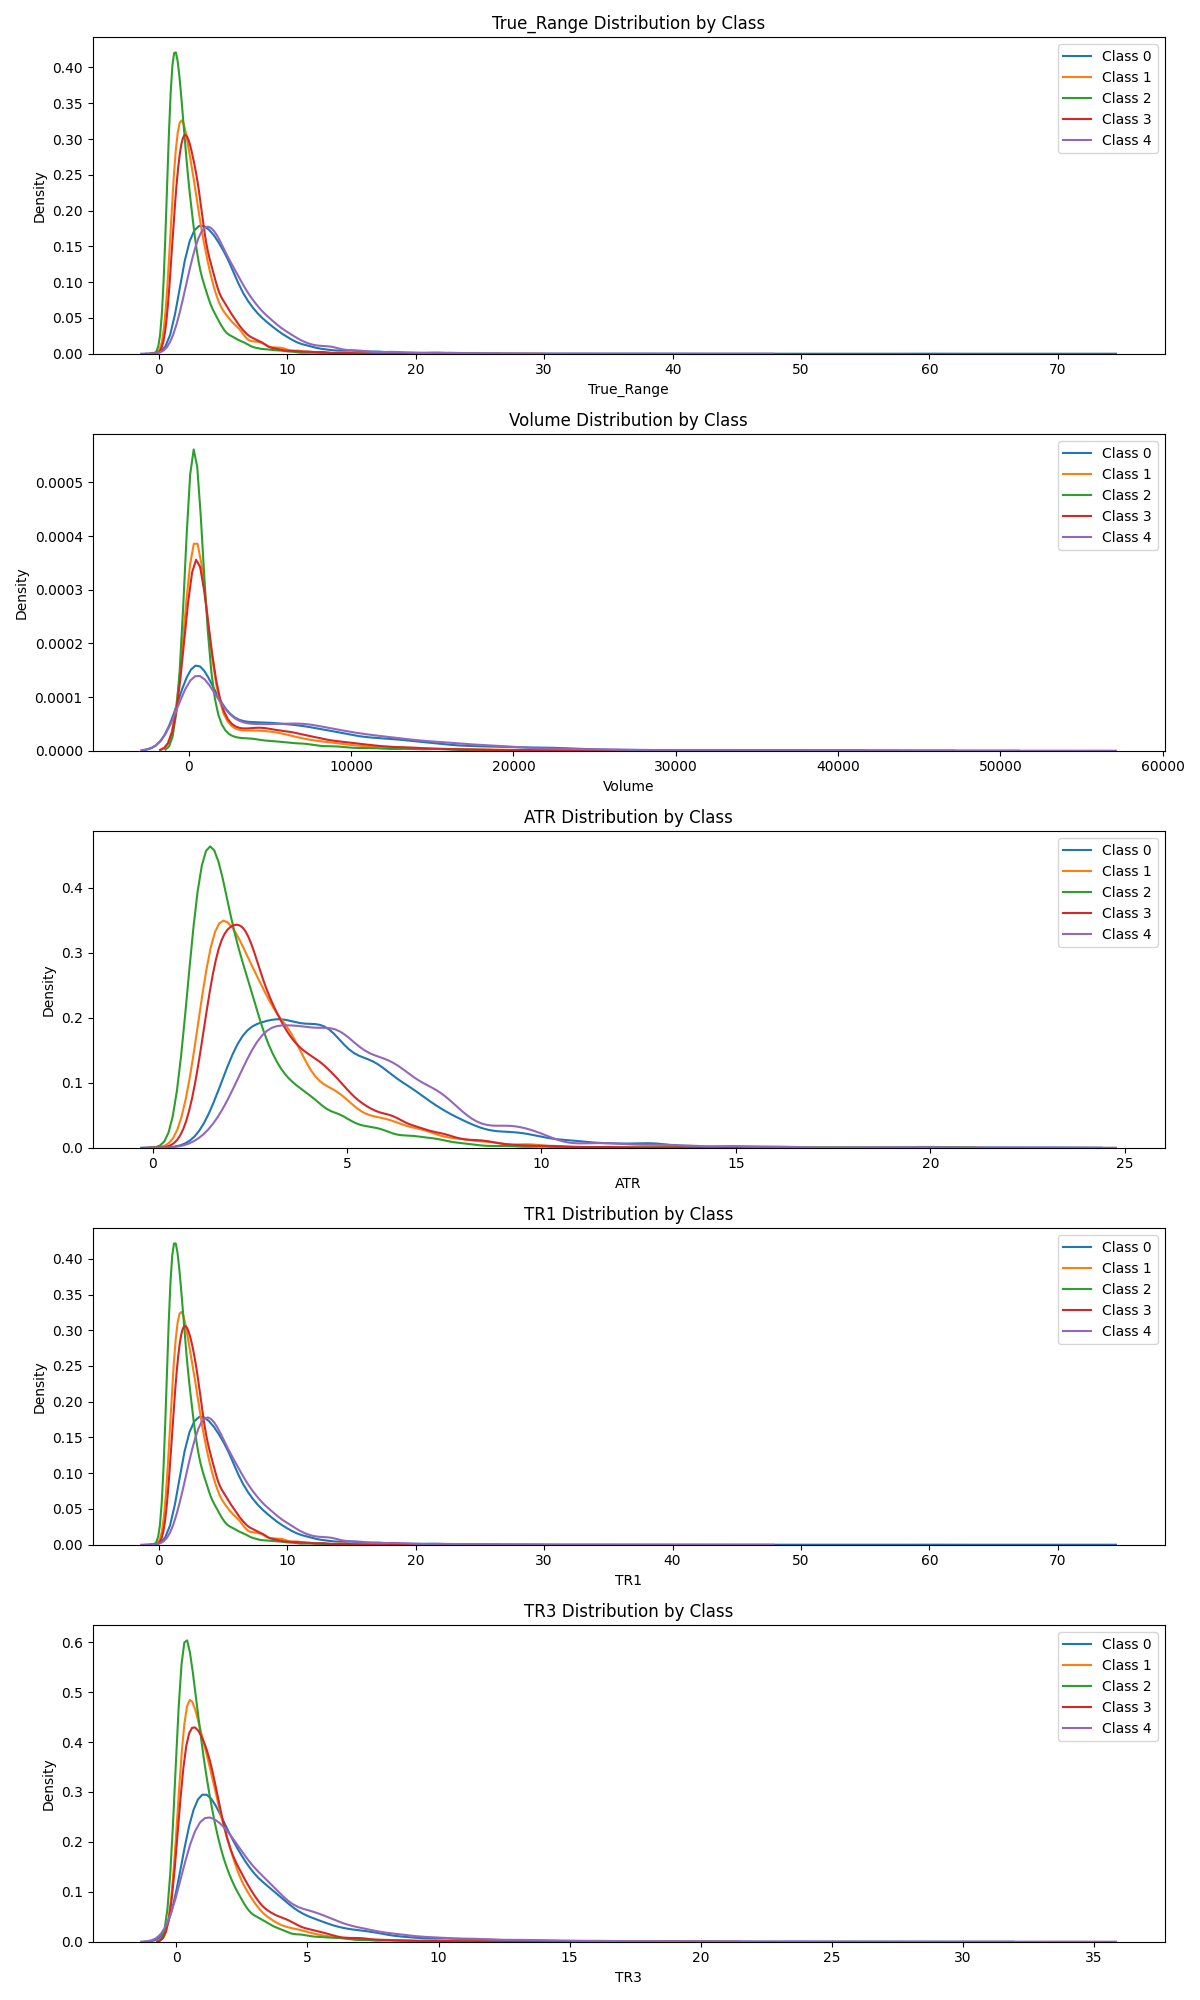 True_Range Distribution by Class
Density
0.40
0.35
0.30
0.25
0.20
0.15
0.10
0.05
0.00
Class 0
Class 1
Class 2
Class 3
Class 4
0 10 20 30 40 50 60 70
True_Range
Volume Distribution by Class
Density
0.0005
0.0004
0.0003
0.0002
0.0001
0.0000
Class 0
Class 1
Class 2
Class 3
Class 4
0 10000 20000 30000 40000 50000 60000
Volume
ATR Distribution by Class
Density
0.4
0.3
0.2
0.1
0.0
Class 0
Class 1
Class 2
Class 3
Class 4
0 5 10 15 20 25
ATR
TR1 Distribution by Class
Density
0.40
0.35
0.30
0.25
0.20
0.15
0.10
0.05
0.00
Class 0
Class 1
Class 2
Class 3
Class 4
0 10 20 30 40 50 60 70
TR1
TR3 Distribution by Class
Density
0.6
0.5
0.4
0.3
0.2
0.1
0.0
Class 0
Class 1
Class 2
Class 3
Class 4
0 5 10 15 20 25 30 35
TR3